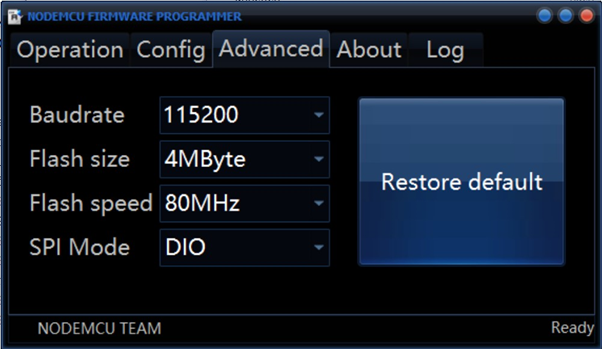 NODEMCU FIRMWARE PROGRAMMER
Operation Config Advanced About Log
Baudrate 115200
Flash size 4MByte
Flash speed 80MHz
SPI Mode DIO
Restore default
NODEMCU TEAM Ready